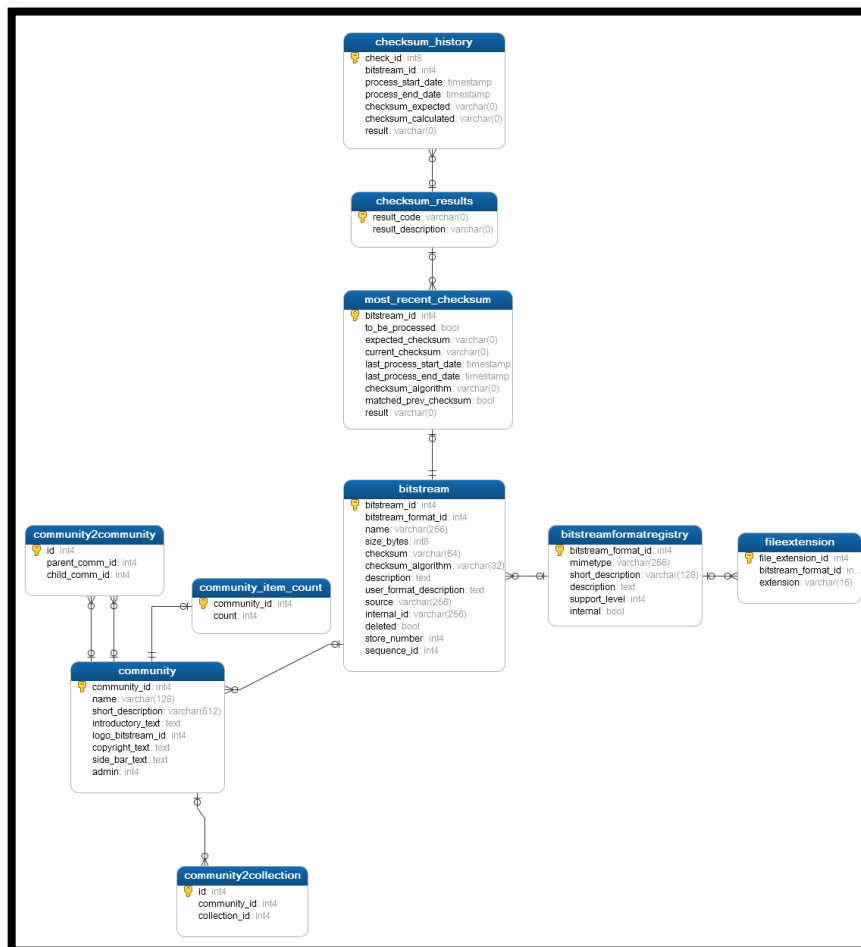 checksum_history
check_id: int8
bitstream_id: int4
process_start_date: timestamp
process_end_date: timestamp
checksum_expected: varchar(0)
checksum_calculated: varchar(0)
result: varchar(0)
checksum_results
result_code: varchar(0)
result_description: varchar(0)
most_recent_checksum
bitstream_id: int4
to_be_processed: bool
expected_checksum: varchar(0)
current_checksum: varchar(0)
last_process_start_date: timestamp
last_process_end_date: timestamp
checksum_algorithm: varchar(0)
matched_prev_checksum: bool
result: varchar(0)
bitstream
bitstream_id: int4
bitstream_format_id: int4
name: varchar(256)
size_bytes: int8
checksum: varchar(64)
checksum_algorithm: varchar(32)
description: text
user_format_description: text
source: varchar(256)
internal_id: varchar(256)
deleted: bool
store_number: int4
sequence_id: int4
bitstreamformatregistry
bitstream_format_id: int4
mimetype: varchar(256)
short_description: varchar(128)
description: text
support_level: int4
internal: bool
fileextension
file_extension_id: int4
bitstream_format_id: in...
extension: varchar(16)
community2community
id: int4
parent_comm_id: int4
child_comm_id: int4
community_item_count
community_id: int4
count: int4
community
community_id: int4
name: varchar(128)
short_description: varchar(512)
introductory_text: text
logo_bitstream_id: int4
copyright_text: text
side_bar_text: text
admin: int4
community2collection
id: int4
community_id: int4
collection_id: int4